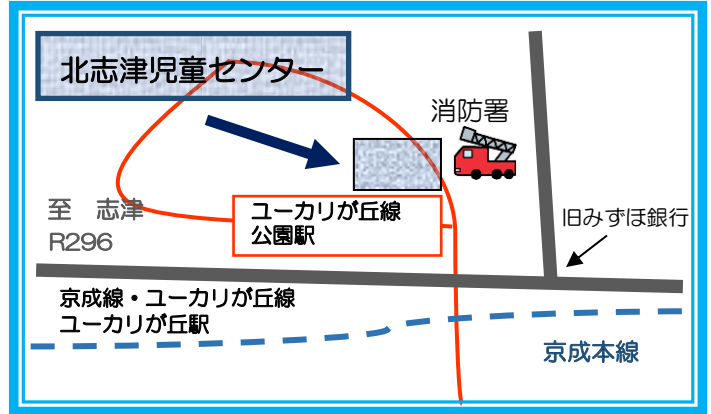 北志津児童センター
消防署
至　志津
R296
ユーカリが丘線
公園駅
旧みずほ銀行
京成線・ユーカリが丘線
ユーカリが丘駅
京成本線